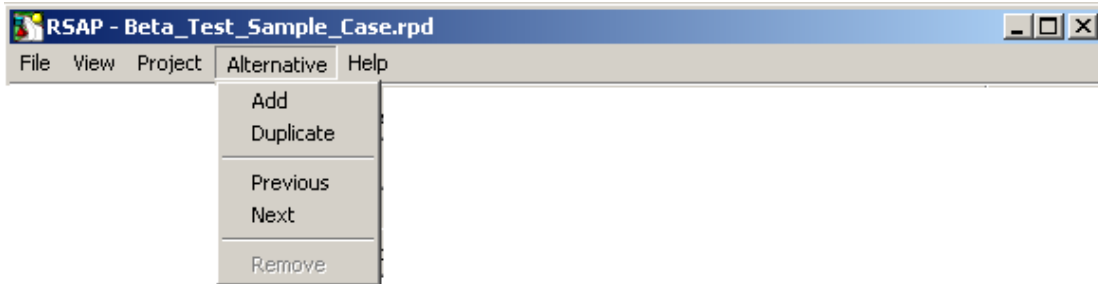 RSAP - Beta_Test_Sample_Case.rpd
File View Project Alternative Help
Add
Duplicate
Previous
Next
Remove